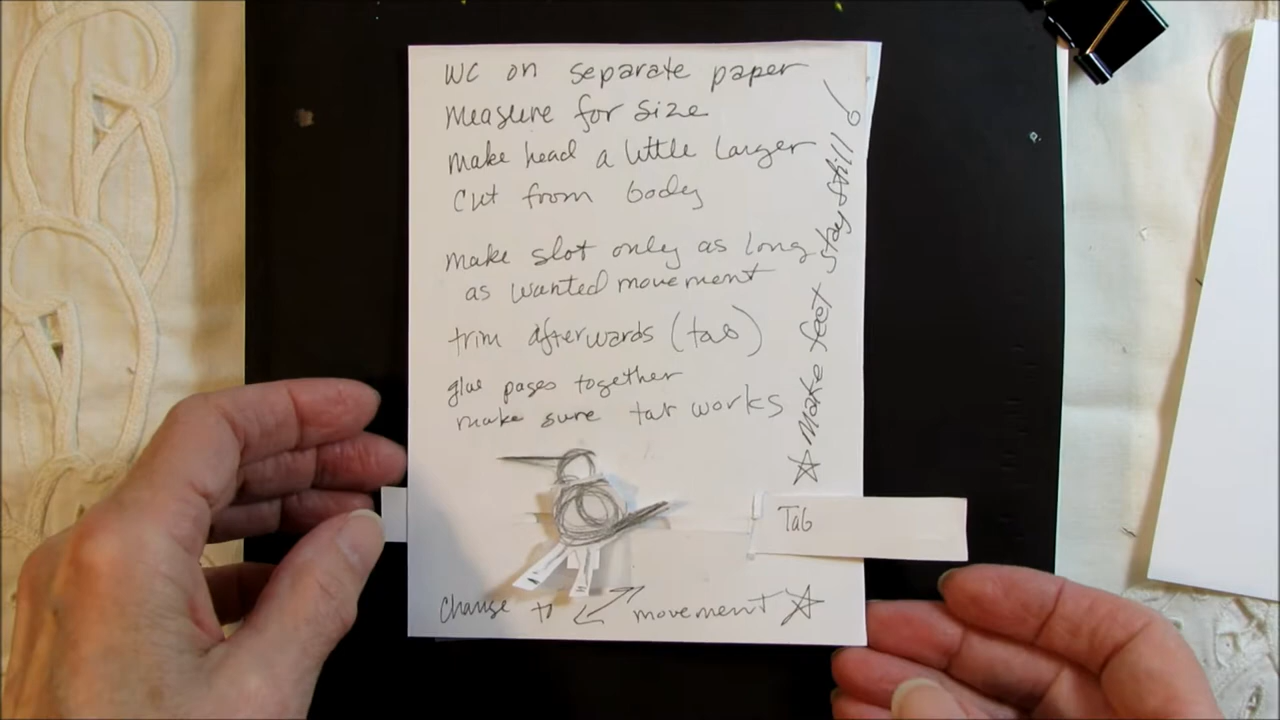 WC on separate paper
measure for size
make head a little larger
cut from body
make slot only as long
as wanted movement
trim afterwards (tab)
glue pages together
make sure tab works
☆ Make feet stay still!
Tab
Change to ↙↗ movement ☆